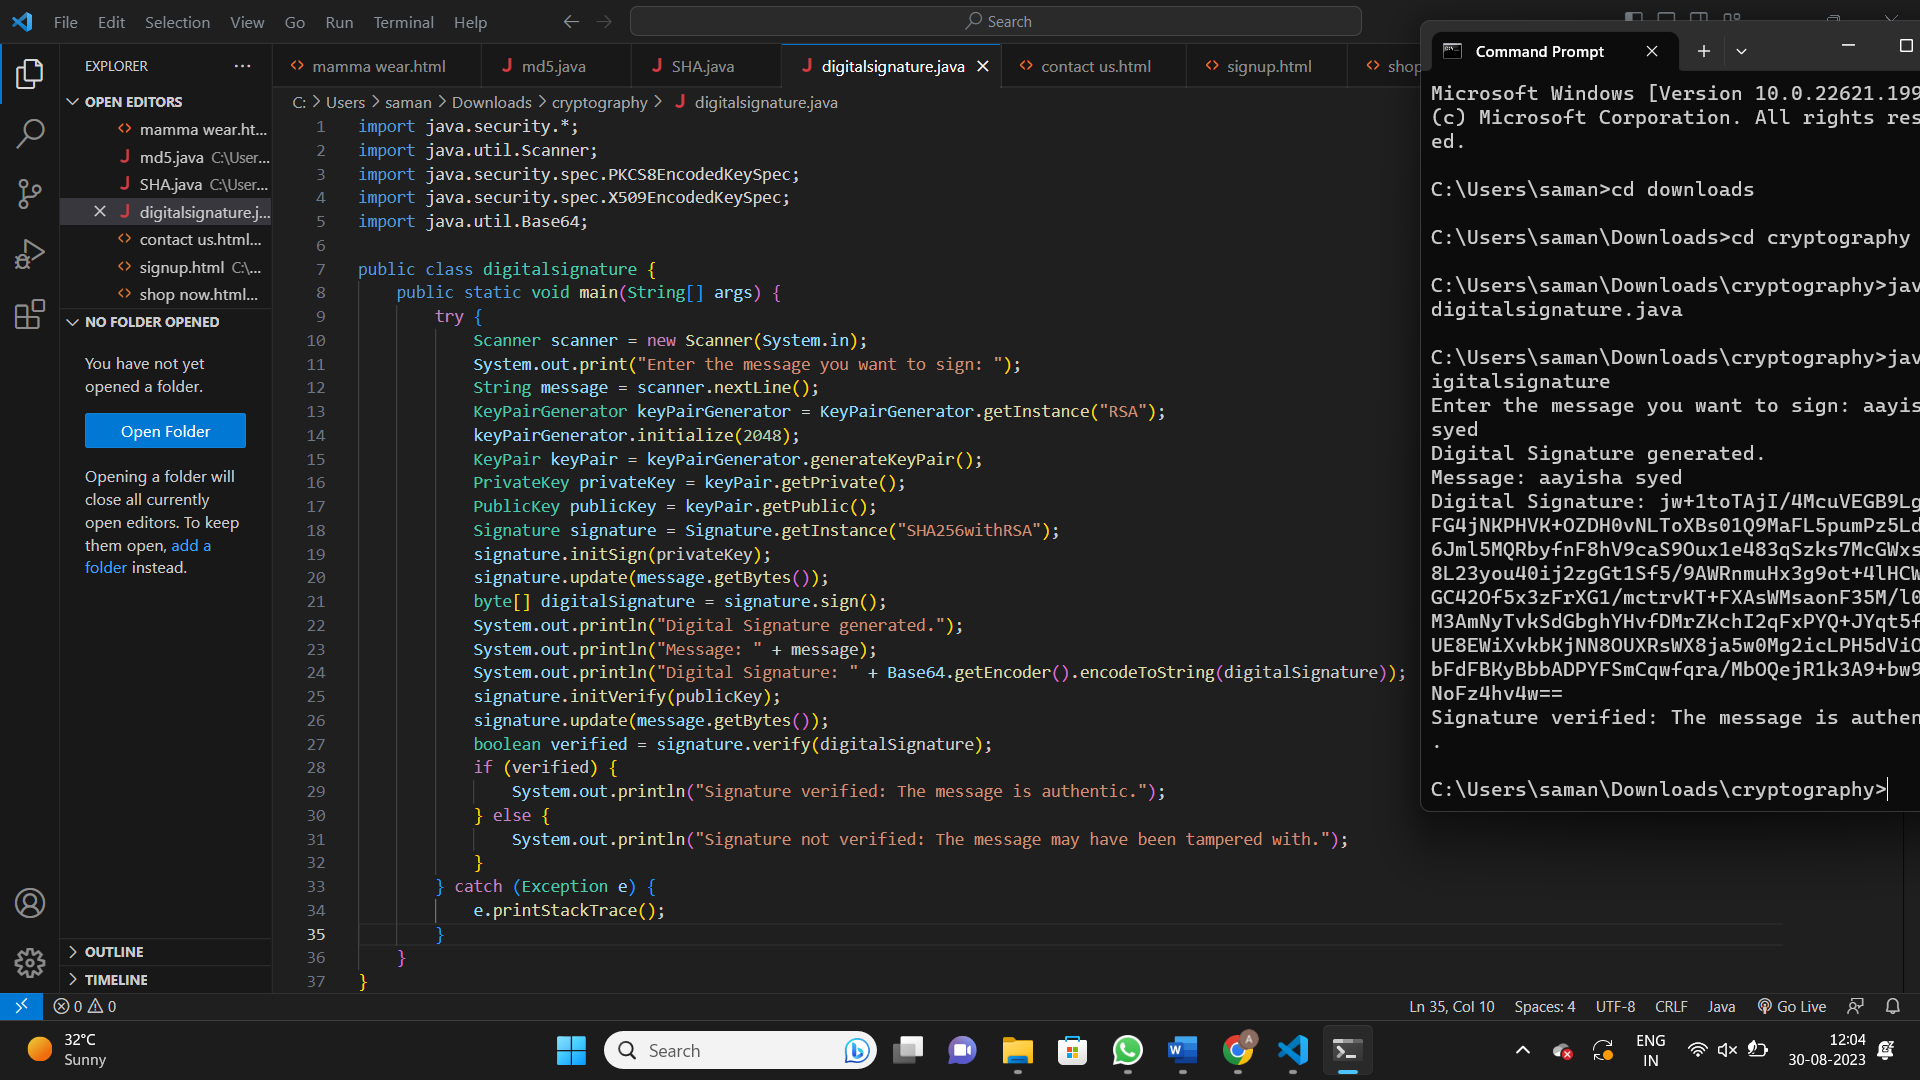 File Edit Selection View Go Run Terminal Help
Search
EXPLORER
OPEN EDITORS
mamma wear.ht...
md5.java C:\User...
SHA.java C:\User...
digitalsignature.j...
contact us.html...
signup.html C:\...
shop now.html...
NO FOLDER OPENED
You have not yet
opened a folder.
Open Folder
Opening a folder will
close all currently
open editors. To keep
them open, add a
folder instead.
OUTLINE
TIMELINE
mamma wear.html md5.java SHA.java digitalsignature.java contact us.html signup.html shop
C: > Users > saman > Downloads > cryptography > digitalsignature.java
1 import java.security.*;
2 import java.util.Scanner;
3 import java.security.spec.PKCS8EncodedKeySpec;
4 import java.security.spec.X509EncodedKeySpec;
5 import java.util.Base64;
6
7 public class digitalsignature {
8 public static void main(String[] args) {
9 try {
10 Scanner scanner = new Scanner(System.in);
11 System.out.print("Enter the message you want to sign: ");
12 String message = scanner.nextLine();
13 KeyPairGenerator keyPairGenerator = KeyPairGenerator.getInstance("RSA");
14 keyPairGenerator.initialize(2048);
15 KeyPair keyPair = keyPairGenerator.generateKeyPair();
16 PrivateKey privateKey = keyPair.getPrivate();
17 PublicKey publicKey = keyPair.getPublic();
18 Signature signature = Signature.getInstance("SHA256withRSA");
19 signature.initSign(privateKey);
20 signature.update(message.getBytes());
21 byte[] digitalSignature = signature.sign();
22 System.out.println("Digital Signature generated.");
23 System.out.println("Message: " + message);
24 System.out.println("Digital Signature: " + Base64.getEncoder().encodeToString(digitalSignature));
25 signature.initVerify(publicKey);
26 signature.update(message.getBytes());
27 boolean verified = signature.verify(digitalSignature);
28 if (verified) {
29 System.out.println("Signature verified: The message is authentic.");
30 } else {
31 System.out.println("Signature not verified: The message may have been tampered with.");
32 }
33 } catch (Exception e) {
34 e.printStackTrace();
35 }
36 }
37 }
Command Prompt
Microsoft Windows [Version 10.0.22621.199
(c) Microsoft Corporation. All rights res
ed.
C:\Users\saman>cd downloads
C:\Users\saman\Downloads>cd cryptography
C:\Users\saman\Downloads\cryptography>jav
digitalsignature.java
C:\Users\saman\Downloads\cryptography>jav
igitalsignature
Enter the message you want to sign: aayis
syed
Digital Signature generated.
Message: aayisha syed
Digital Signature: jw+1toTAjI/4McuVEGB9Lg
FG4jNKPHVK+OZDH0vNLToXBs01Q9MaFL5pumPz5Ld
6Jml5MQRbyfnF8hV9caS9Oux1e483qSzks7McGWxs
8L23you40ij2zgGt1Sf5/9AWRnmuHx3g9ot+4lHCW
GC42Of5x3zFrXG1/mctrvKT+FXAsWMsaonF35M/l0
M3AmNyTvkSdGbghYHvfDMrZKchI2qFxPYQ+JYqt5f
UE8EWiXvkbKjNN8OUXRsWX8ja5w0Mg2icLPH5dViO
bFdFBKyBbbADPYFSmCqwfqra/MbOQejR1k3A9+bw9
NoFz4hv4w==
Signature verified: The message is authen
.
C:\Users\saman\Downloads\cryptography>
0 0
Ln 35, Col 10 Spaces: 4 UTF-8 CRLF Java Go Live
32°C
Sunny
Search
A
ENG
IN
12:04
30-08-2023